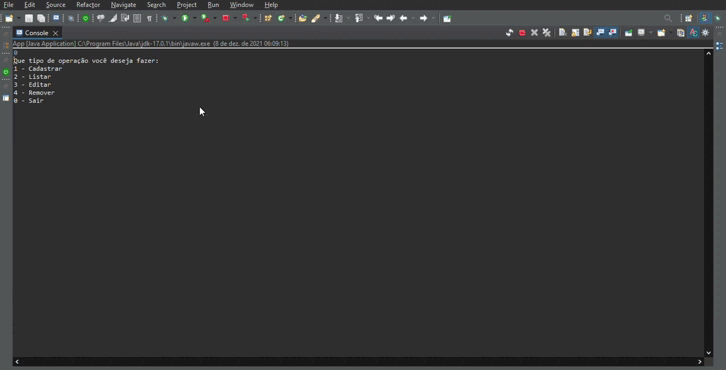 File Edit Source Refactor Navigate Search Project Run Window Help
Console
App [Java Application] C:\Program Files\Java\jdk-17.0.1\bin\javaw.exe (8 de dez. de 2021 06:09:13)
0
Que tipo de operação você deseja fazer:
1 - Cadastrar
2 - Listar
3 - Editar
4 - Remover
0 - Sair